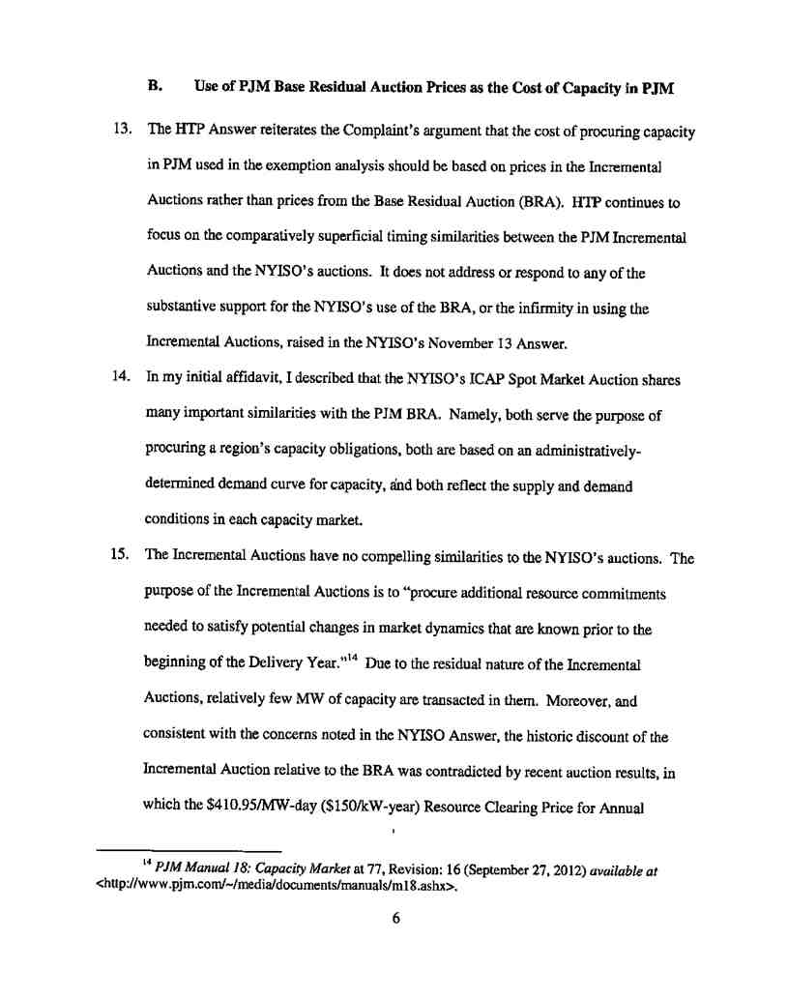 B. Use of PJM Base Residual Auction Prices as the Cost of Capacity in PJM
13. The HTP Answer reiterates the Complaint's argument that the cost of procuring capacity
in PJM used in the exemption analysis should be based on prices in the Incremental
Auctions rather than prices from the Base Residual Auction (BRA). HTP continues to
focus on the comparatively superficial timing similarities between the PJM Incremental
Auctions and the NYISO's auctions. It does not address or respond to any of the
substantive support for the NYISO's use of the BRA, or the infirmity in using the
Incremental Auctions, raised in the NYISO's November 13 Answer.
14. In my initial affidavit, I described that the NYISO's ICAP Spot Market Auction shares
many important similarities with the PJM BRA. Namely, both serve the purpose of
procuring a region's capacity obligations, both are based on an administratively-
determined demand curve for capacity, and both reflect the supply and demand
conditions in each capacity market.
15. The Incremental Auctions have no compelling similarities to the NYISO's auctions. The
purpose of the Incremental Auctions is to "procure additional resource commitments
needed to satisfy potential changes in market dynamics that are known prior to the
beginning of the Delivery Year."14 Due to the residual nature of the Incremental
Auctions, relatively few MW of capacity are transacted in them. Moreover, and
consistent with the concerns noted in the NYISO Answer, the historic discount of the
Incremental Auction relative to the BRA was contradicted by recent auction results, in
which the $410.95/MW-day ($150/kW-year) Resource Clearing Price for Annual
14 PJM Manual 18: Capacity Market at 77, Revision: 16 (September 27, 2012) available at
<http://www.pjm.com/~/media/documents/manuals/m18.ashx>.
6